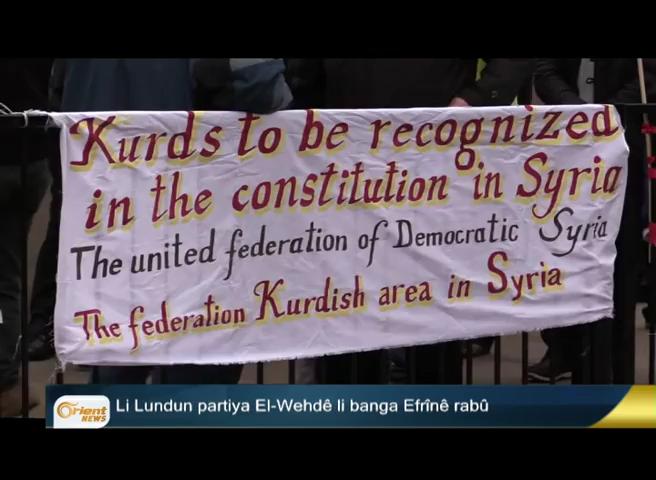 Kurds to be recognized
in the constitution in Syria
The united federation of Democratic Syria
The federation Kurdish area in Syria
Orient
NEWS
Li Lundun partiya El-Wehdê li banga Efrînê rabû